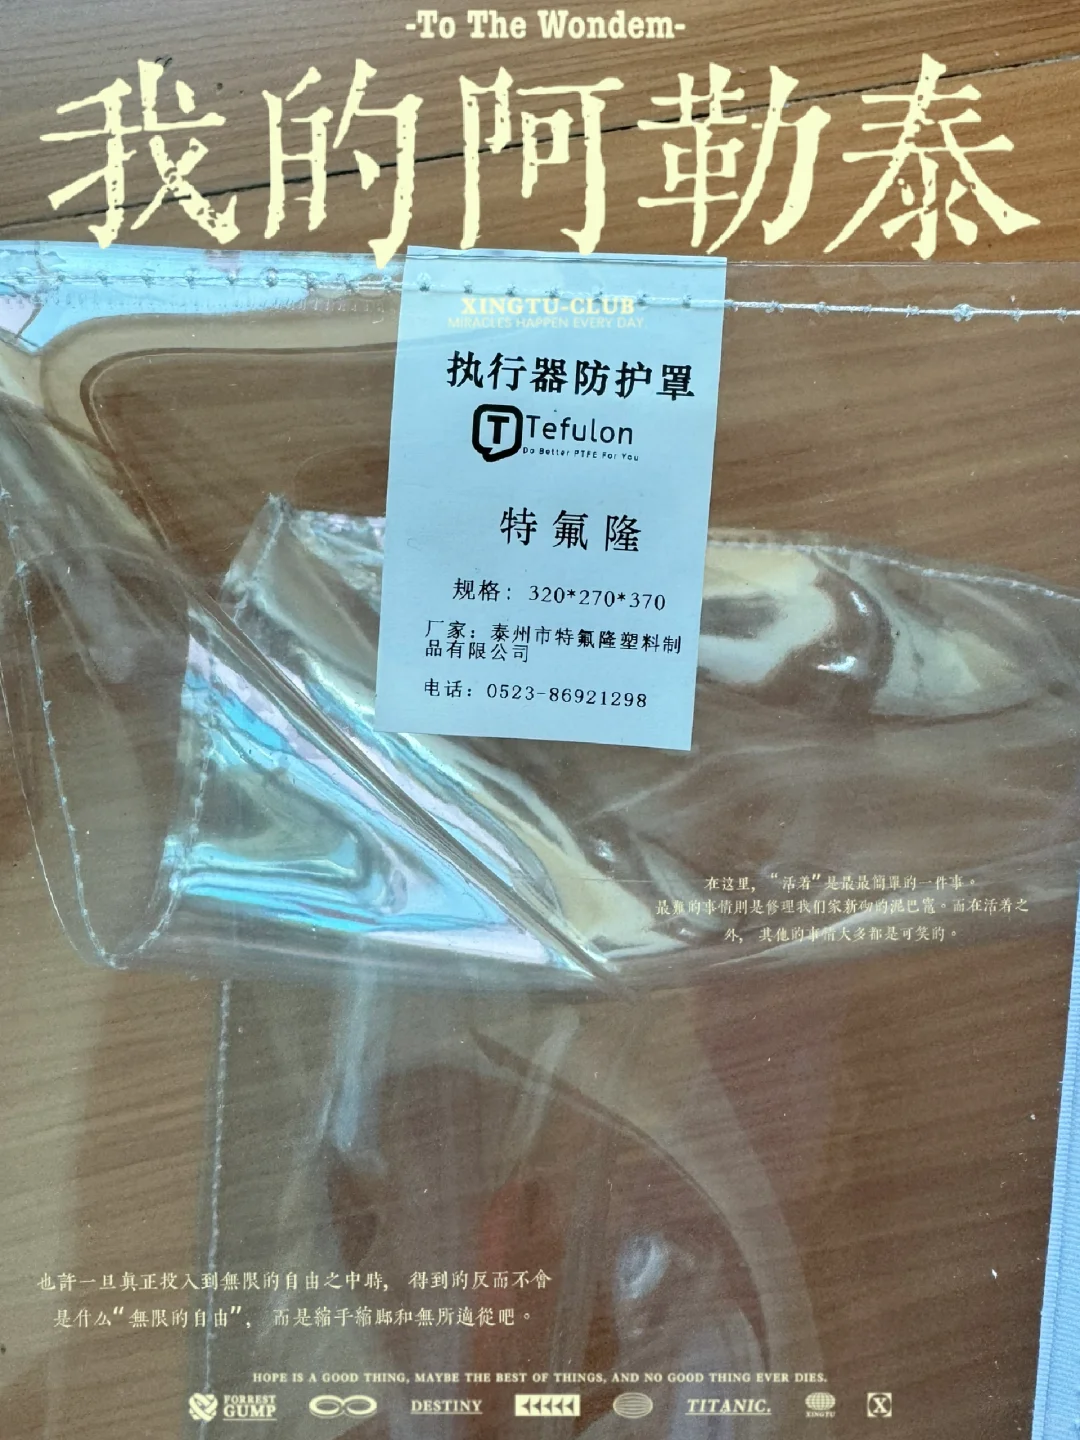 -To The Wondem-
我的阿勒泰
XINGTU-CLUB
MIRACLES HAPPEN EVERY DAY
执行器防护罩
T Tefulon
Do Better PTFE For You
特氟隆
规格：320*270*370
厂家：泰州市特氟隆塑料制
品有限公司
电话：0523-86921298
在这里，“活着”是最最簡單的一件事。
最難的事情則是修理我们家新砌的泥巴竈。而在活着之
外，其他的事情大多都是可笑的。
也許一旦真正投入到無限的自由之中時，得到的反而不會
是什么“無限的自由”，而是縮手縮脚和無所適從吧。
HOPE IS A GOOD THING, MAYBE THE BEST OF THINGS, AND NO GOOD THING EVER DIES.
FORREST GUMP DESTINY TITANIC. XINGTU X